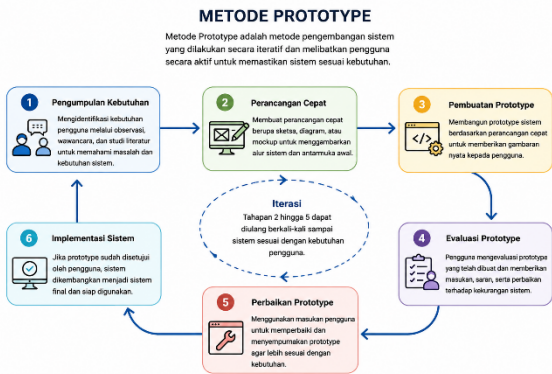 METODE PROTOTYPE
Metode Prototype adalah metode pengembangan sistem
yang dilakukan secara iteratif dan melibatkan pengguna
secara aktif untuk memastikan sistem sesuai kebutuhan.
1 Pengumpulan Kebutuhan
Mengidentifikasi kebutuhan
pengguna melalui observasi,
wawancara, dan studi literatur
untuk memahami masalah dan
kebutuhan sistem.
2 Perancangan Cepat
Membuat perancangan cepat
berupa sketsa, diagram, atau
mockup untuk menggambarkan
alur sistem dan antarmuka awal.
3 Pembuatan Prototype
Membangun prototype sistem
berdasarkan perancangan cepat
untuk memberikan gambaran
nyata kepada pengguna.
</>
Iterasi
Tahapan 2 hingga 5 dapat
diulang berkali-kali sampai
sistem sesuai dengan kebutuhan
pengguna.
4 Evaluasi Prototype
Pengguna mengevaluasi prototype
yang telah dibuat dan memberikan
masukan, saran, serta perbaikan
terhadap kekurangan sistem.
5 Perbaikan Prototype
Menggunakan masukan pengguna
untuk memperbaiki dan
menyempurnakan prototype
agar lebih sesuai dengan
kebutuhan.
6 Implementasi Sistem
Jika prototype sudah disetujui
oleh pengguna, sistem
dikembangkan menjadi sistem
final dan siap digunakan.